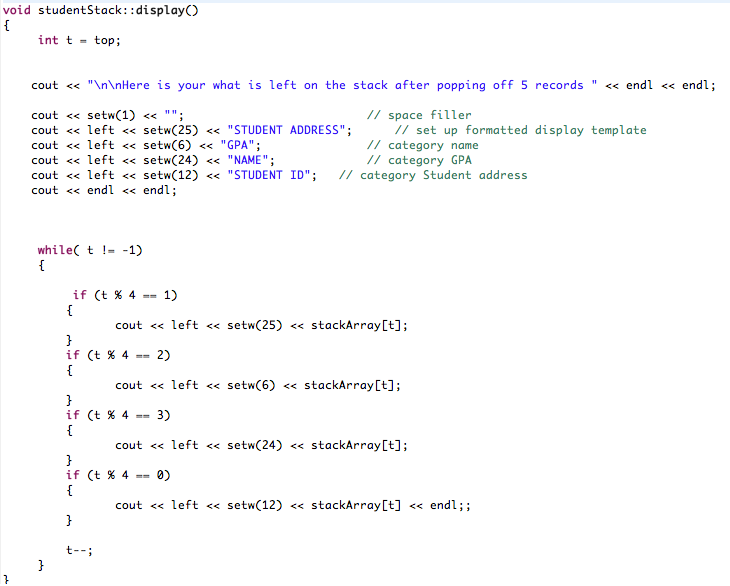 void studentStack::display()
{
int t = top;
cout << "\n\nHere is your what is left on the stack after popping off 5 records " << endl << endl;
cout << setw(1) << ""; // space filler
cout << left << setw(25) << "STUDENT ADDRESS"; // set up formatted display template
cout << left << setw(6) << "GPA"; // category name
cout << left << setw(24) << "NAME"; // category GPA
cout << left << setw(12) << "STUDENT ID"; // category Student address
cout << endl << endl;
while( t != -1)
{
if (t % 4 == 1)
{
cout << left << setw(25) << stackArray[t];
}
if (t % 4 == 2)
{
cout << left << setw(6) << stackArray[t];
}
if (t % 4 == 3)
{
cout << left << setw(24) << stackArray[t];
}
if (t % 4 == 0)
{
cout << left << setw(12) << stackArray[t] << endl;;
}
t--;
}
}